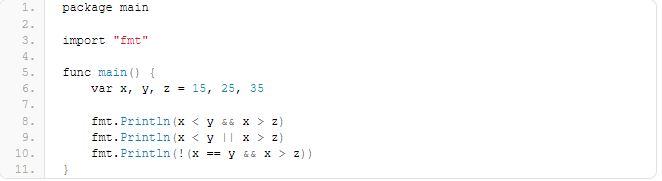 1. package main
2.
3. import "fmt"
4.
5. func main() {
6.     var x, y, z = 15, 25, 35
7.
8.     fmt.Println(x < y && x > z)
9.     fmt.Println(x < y || x > z)
10.     fmt.Println(!(x == y && x > z))
11. }